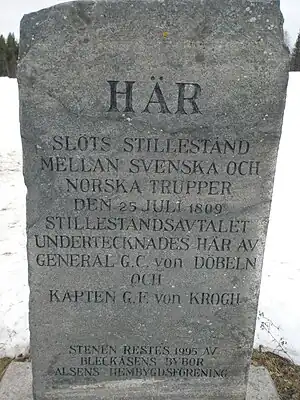 HÄR
SLÖTS STILLESTÅND
MELLAN SVENSKA OCH
NORSKA TRUPPER
DEN 25 JULI 1809
STILLESTÅNDSAVTALET
UNDERTECKNADES HÄR AV
GENERAL G.C. von DÖBELN
OCH
KAPTEN G.F. von KROGH
STENEN RESTES 1995 AV
BLECKÅSENS BYBOR
ALSENS HEMBYGDSFÖRENING